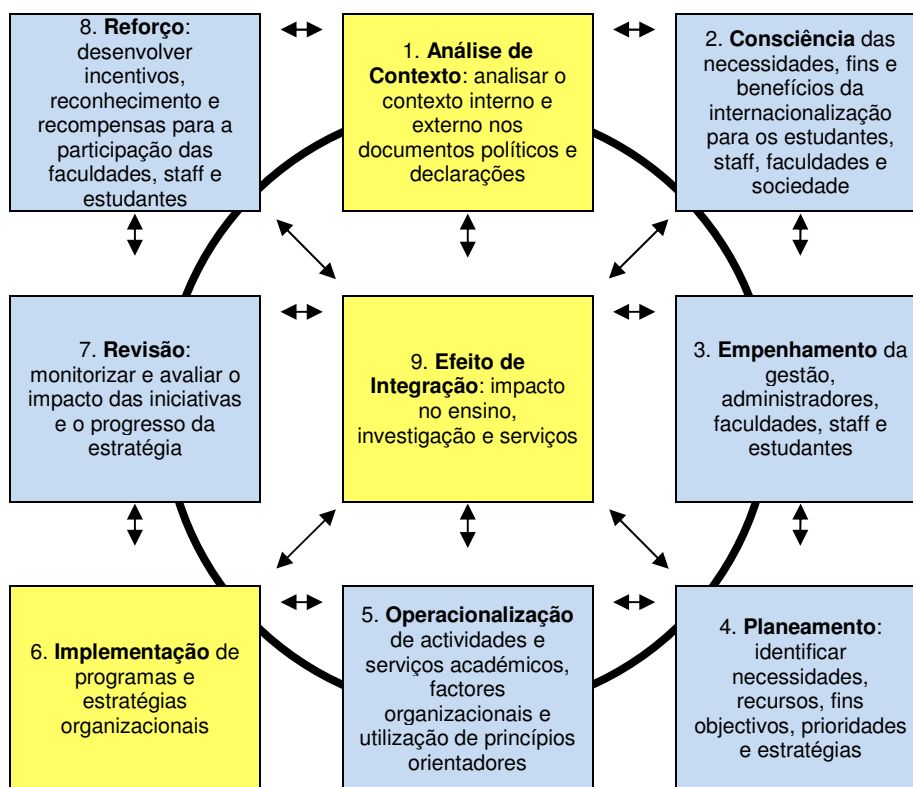 8. Reforço:
desenvolver
incentivos,
reconhecimento e
recompensas para a
participação das
faculdades, staff e
estudantes
1. Análise de
Contexto: analisar o
contexto interno e
externo nos
documentos políticos e
declarações
2. Consciência das
necessidades, fins e
benefícios da
internacionalização
para os estudantes,
staff, faculdades e
sociedade
7. Revisão:
monitorizar e avaliar o
impacto das iniciativas
e o progresso da
estratégia
9. Efeito de
Integração: impacto
no ensino,
investigação e serviços
3. Empenhamento da
gestão,
administradores,
faculdades, staff e
estudantes
6. Implementação de
programas e
estratégias
organizacionais
5. Operacionalização
de actividades e
serviços académicos,
factores
organizacionais e
utilização de princípios
orientadores
4. Planeamento:
identificar
necessidades,
recursos, fins
objectivos, prioridades
e estratégias